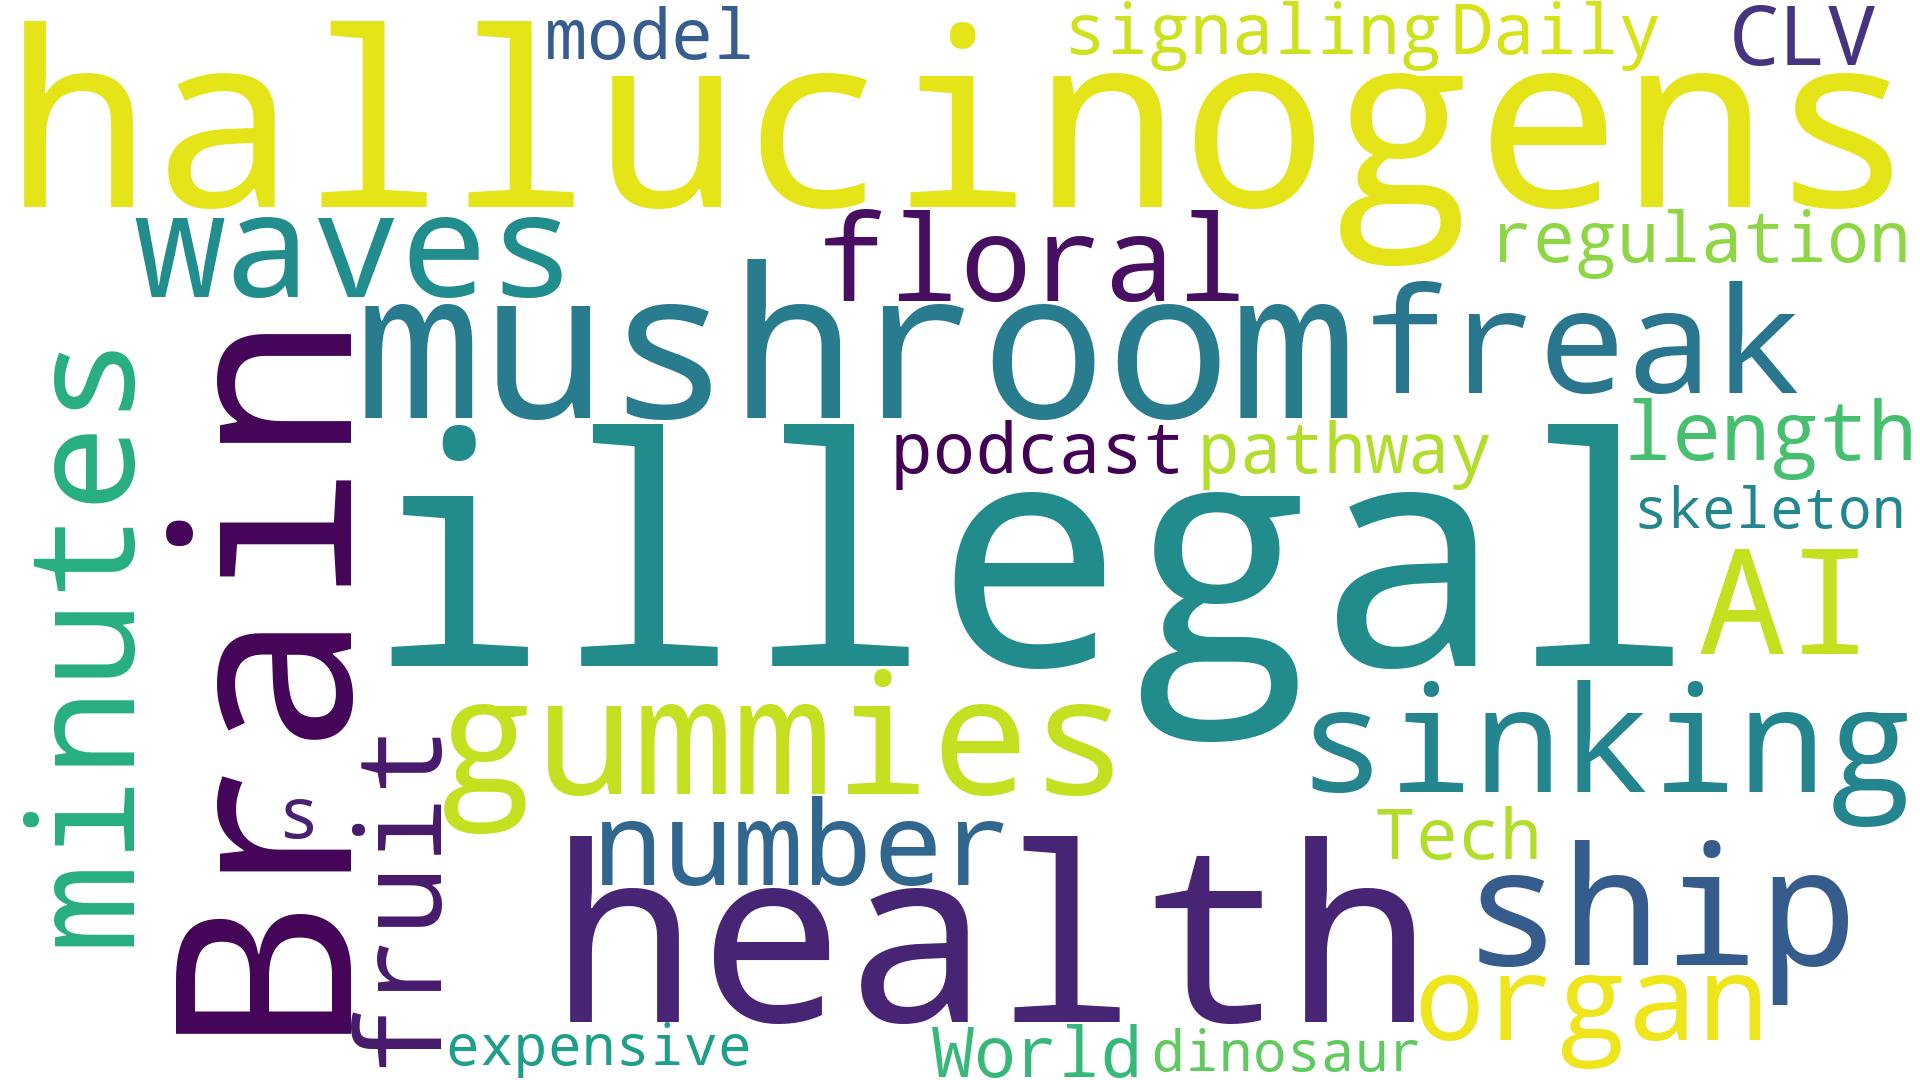 model
signaling
Daily
CLV
hallucinogens
waves
floral
regulation
mushroom
freak
minutes
Brain
podcast
pathway
length
illegal
skeleton
AI
gummies
sinking
s
fruit
number
Tech
health
ship
organ
expensive
World
dinosaur